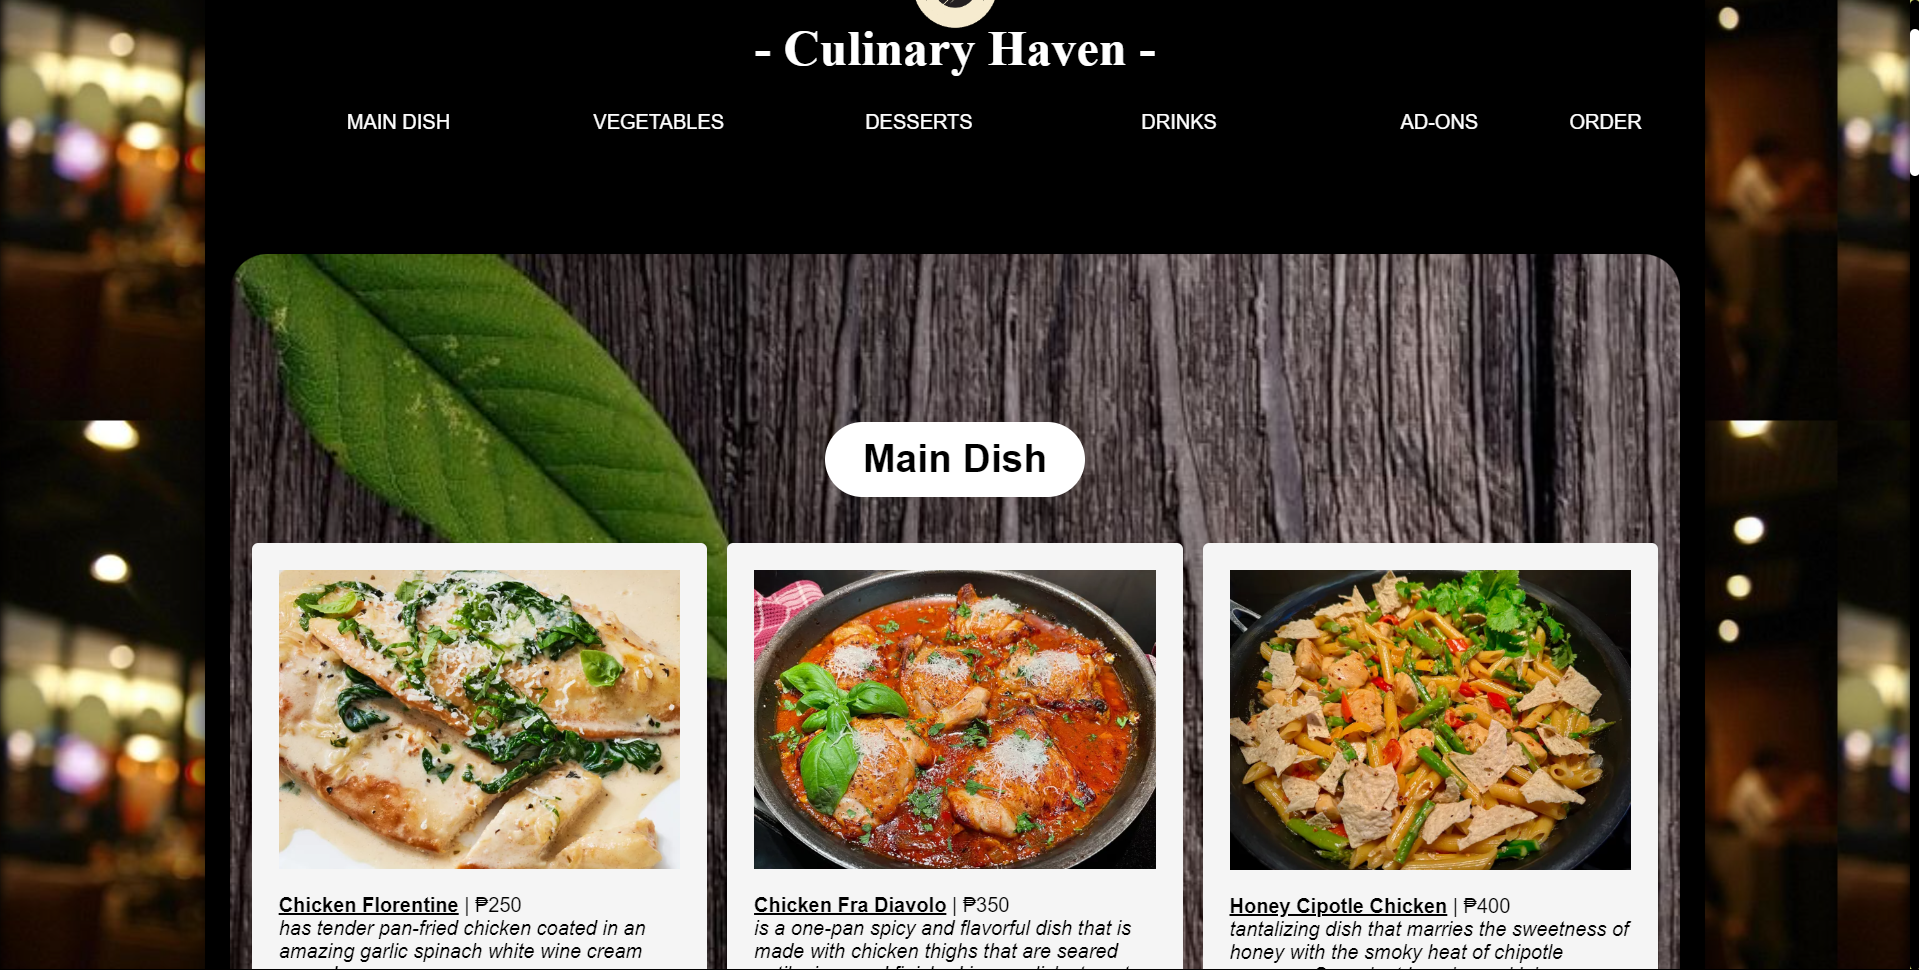 - Culinary Haven -
MAIN DISH VEGETABLES DESSERTS DRINKS AD-ONS ORDER
Main Dish
Chicken Florentine | ₱250
has tender pan-fried chicken coated in an
amazing garlic spinach white wine cream
Chicken Fra Diavolo | ₱350
is a one-pan spicy and flavorful dish that is
made with chicken thighs that are seared
Honey Cipotle Chicken | ₱400
tantalizing dish that marries the sweetness of
honey with the smoky heat of chipotle